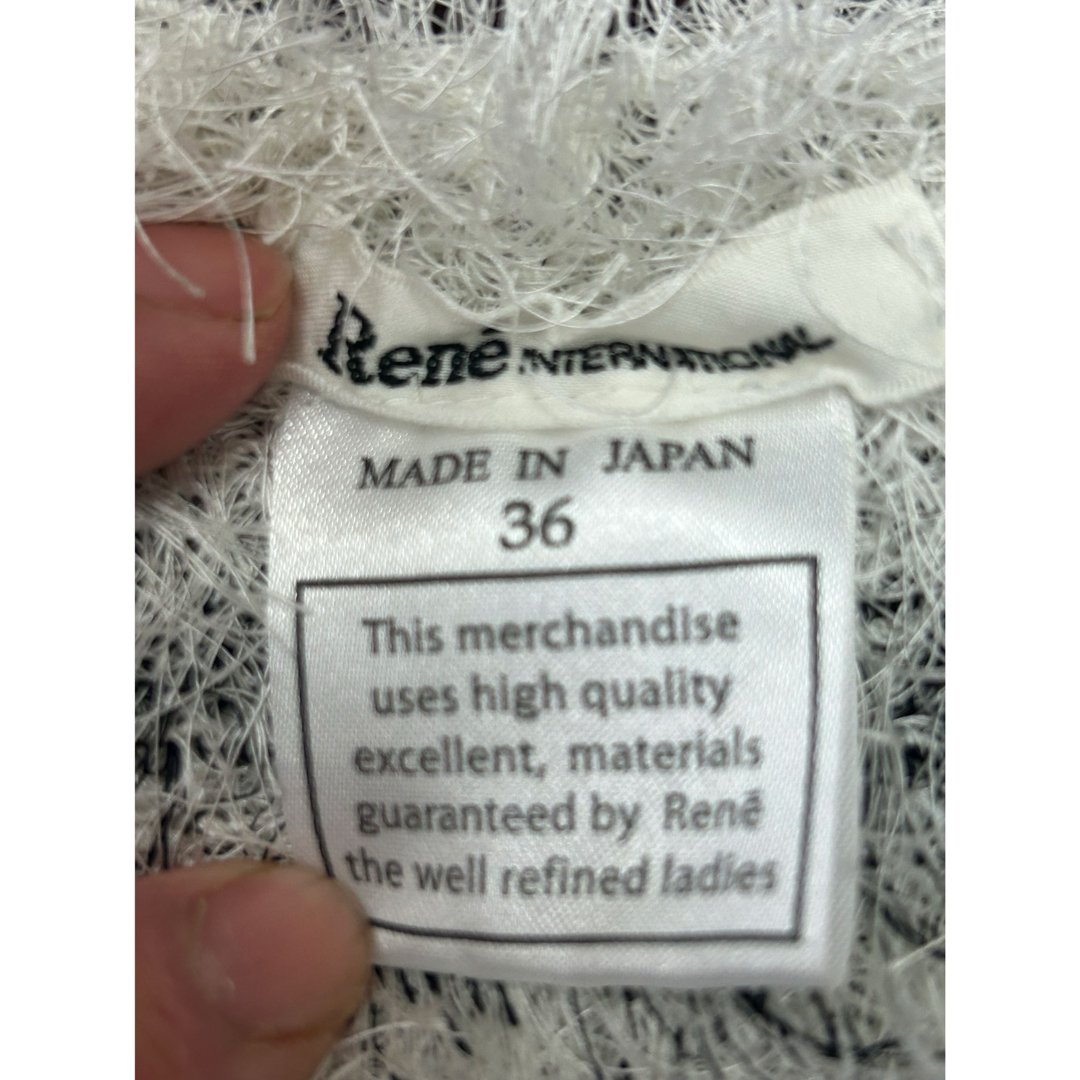 René INTERNATIONAL
MADE IN JAPAN
36
This merchandise
uses high quality
excellent, materials
guaranteed by Renē
the well refined ladies